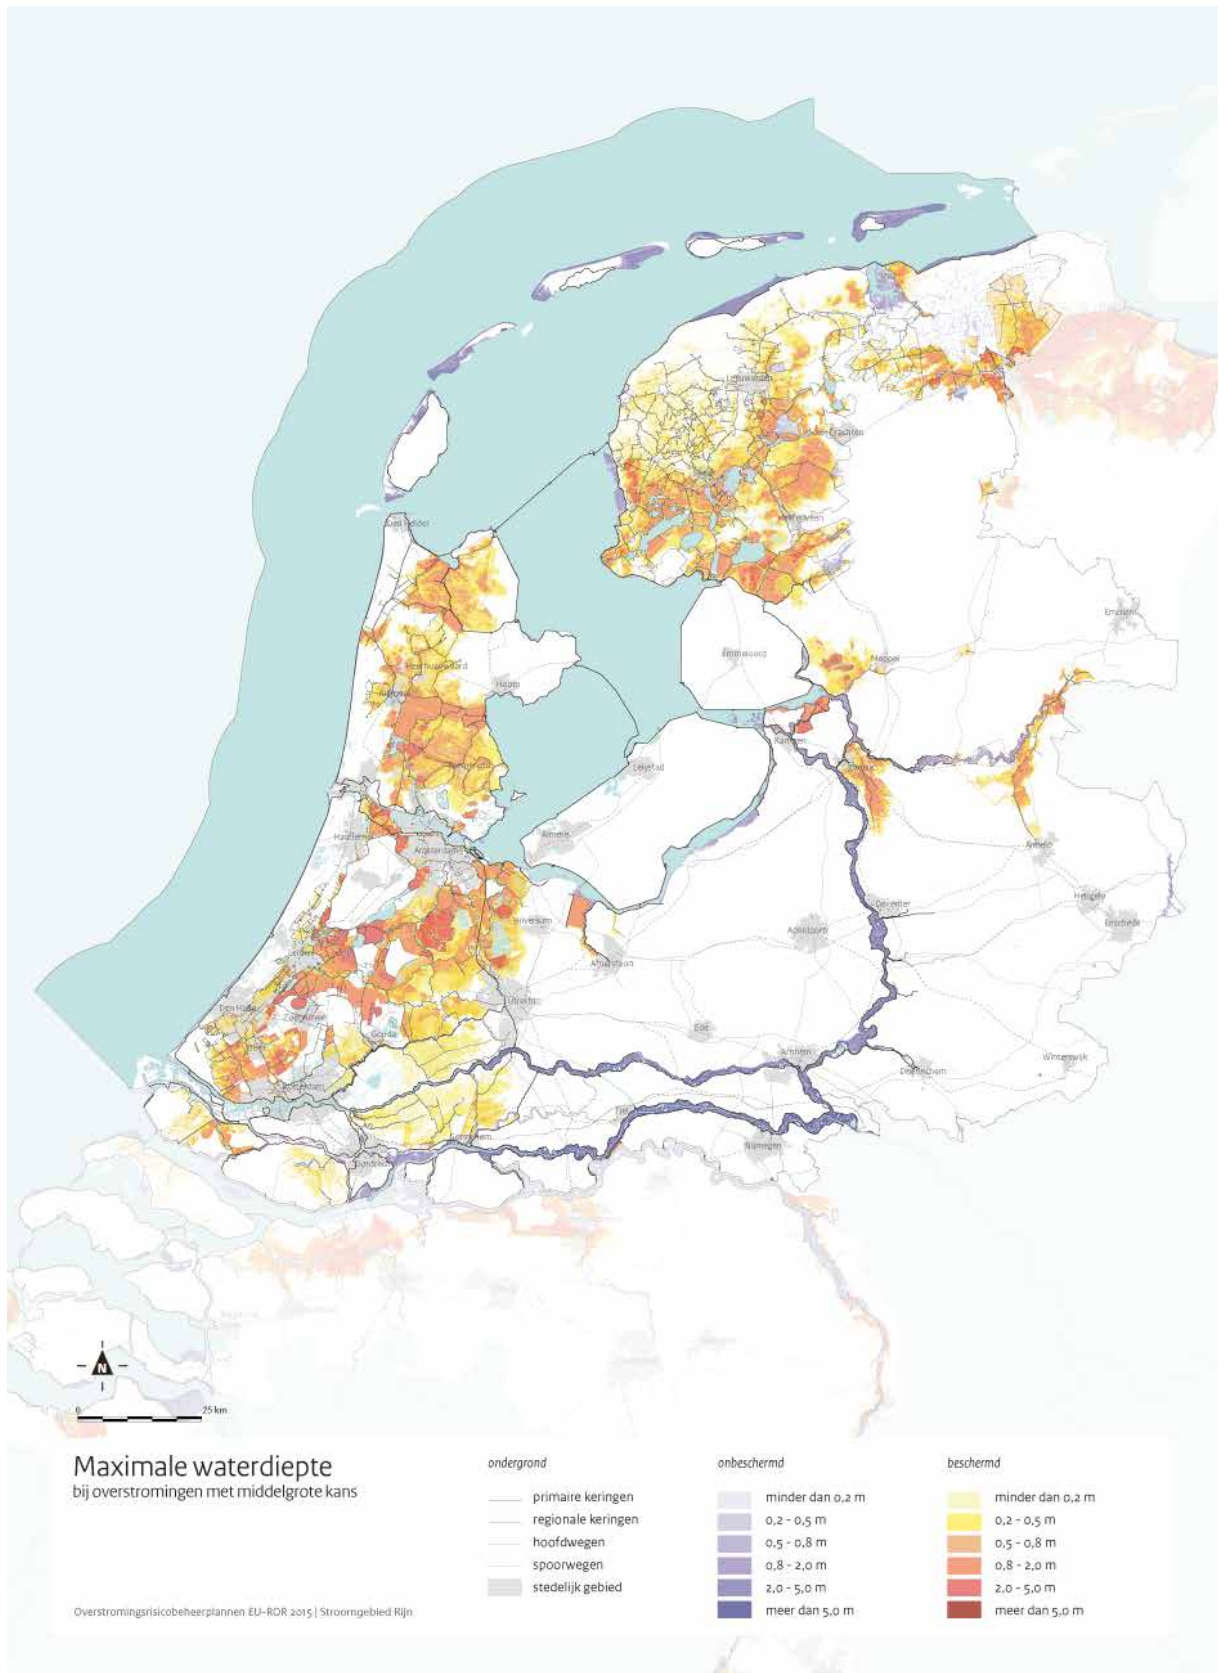 Leeuwarden
Drachten
Den Helder
Heerenveen
Emmen
Heerhugowaard
Emmeloord
Meppel
Hoorn
Alkmaar
Kampen
Lelystad
Zwolle
Purmerend
Haarlem
Almere
Amsterdam
Almelo
Deventer
Hengelo
Hilversum
Apeldoorn
Enschede
Leiden
Amersfoort
Utrecht
Den Haag
Zoetermeer
Gouda
Ede
Delft
Arnhem
Winterswijk
Doetinchem
Rotterdam
Tiel
Gorinchem
Nijmegen
Dordrecht
N
0 25 km
Maximale waterdiepte
bij overstromingen met middelgrote kans
Overstromingsrisicobeheerplannen EU-ROR 2015 | Stroomgebied Rijn
ondergrond
primaire keringen
regionale keringen
hoofdwegen
spoorwegen
stedelijk gebied
onbeschermd
minder dan 0,2 m
0,2 - 0,5 m
0,5 - 0,8 m
0,8 - 2,0 m
2,0 - 5,0 m
meer dan 5,0 m
beschermd
minder dan 0,2 m
0,2 - 0,5 m
0,5 - 0,8 m
0,8 - 2,0 m
2,0 - 5,0 m
meer dan 5,0 m